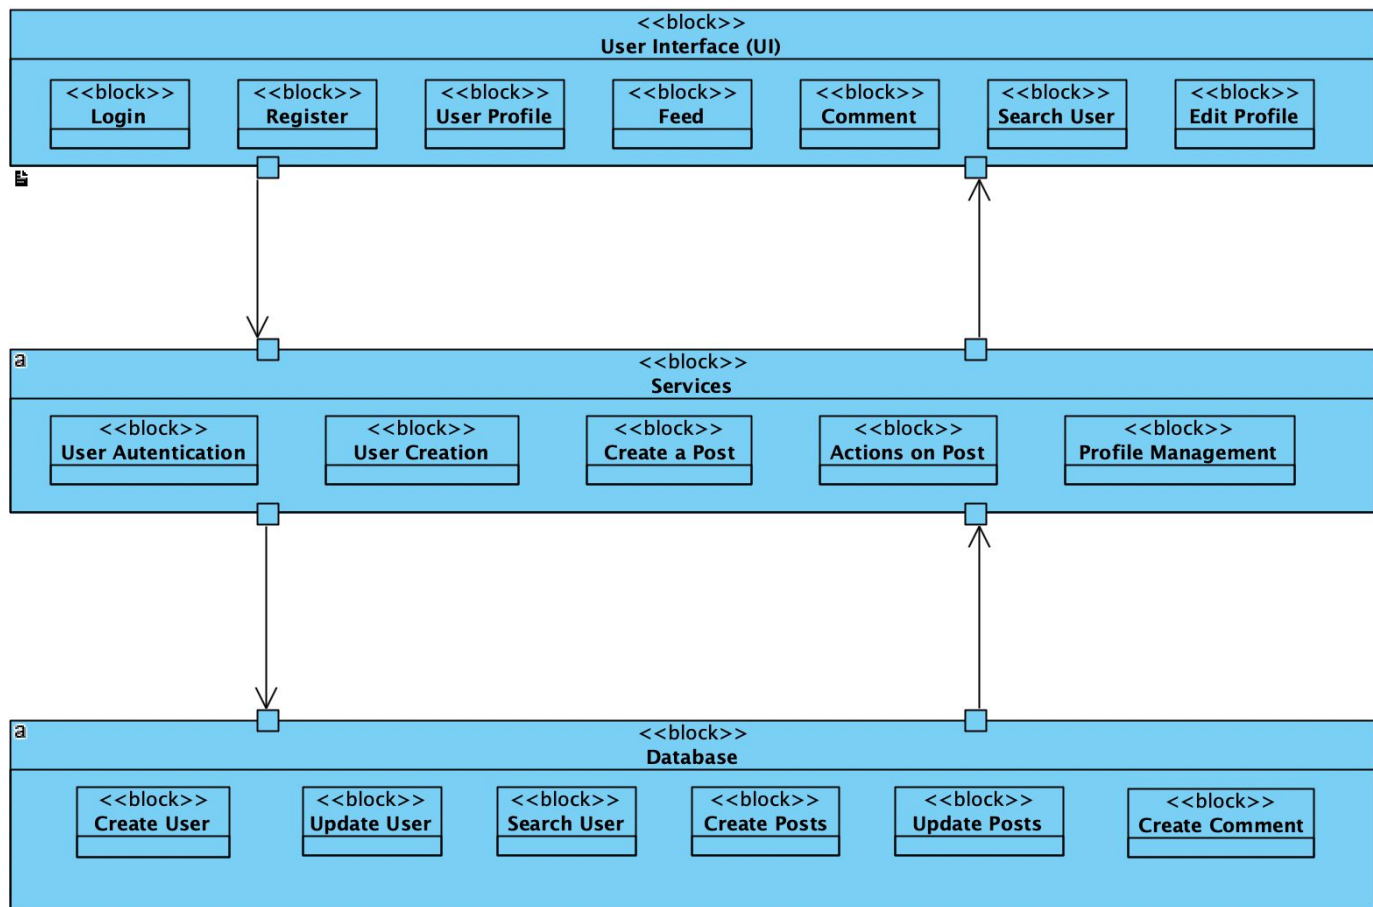 <<block>>
User Interface (UI)
<<block>> <<block>> <<block>> <<block>> <<block>> <<block>> <<block>>
Login Register User Profile Feed Comment Search User Edit Profile
a
<<block>>
Services
<<block>> <<block>> <<block>> <<block>> <<block>>
User Autentication User Creation Create a Post Actions on Post Profile Management
a
<<block>>
Database
<<block>> <<block>> <<block>> <<block>> <<block>> <<block>>
Create User Update User Search User Create Posts Update Posts Create Comment